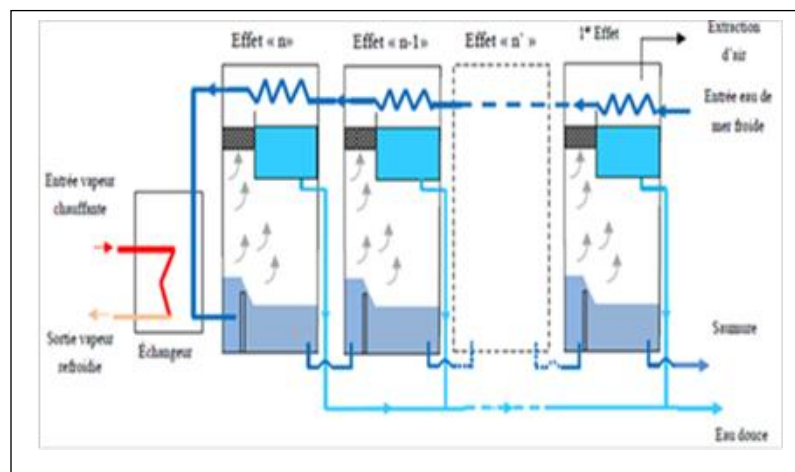 Effet « n»
Effet « n-1»
Effet « n' »
1er Effet
Extraction
d'air
Entrée eau de
mer froide
Entrée vapeur
chauffante
Sortie vapeur
refroidie
Échangeur
Saumure
Eau douce